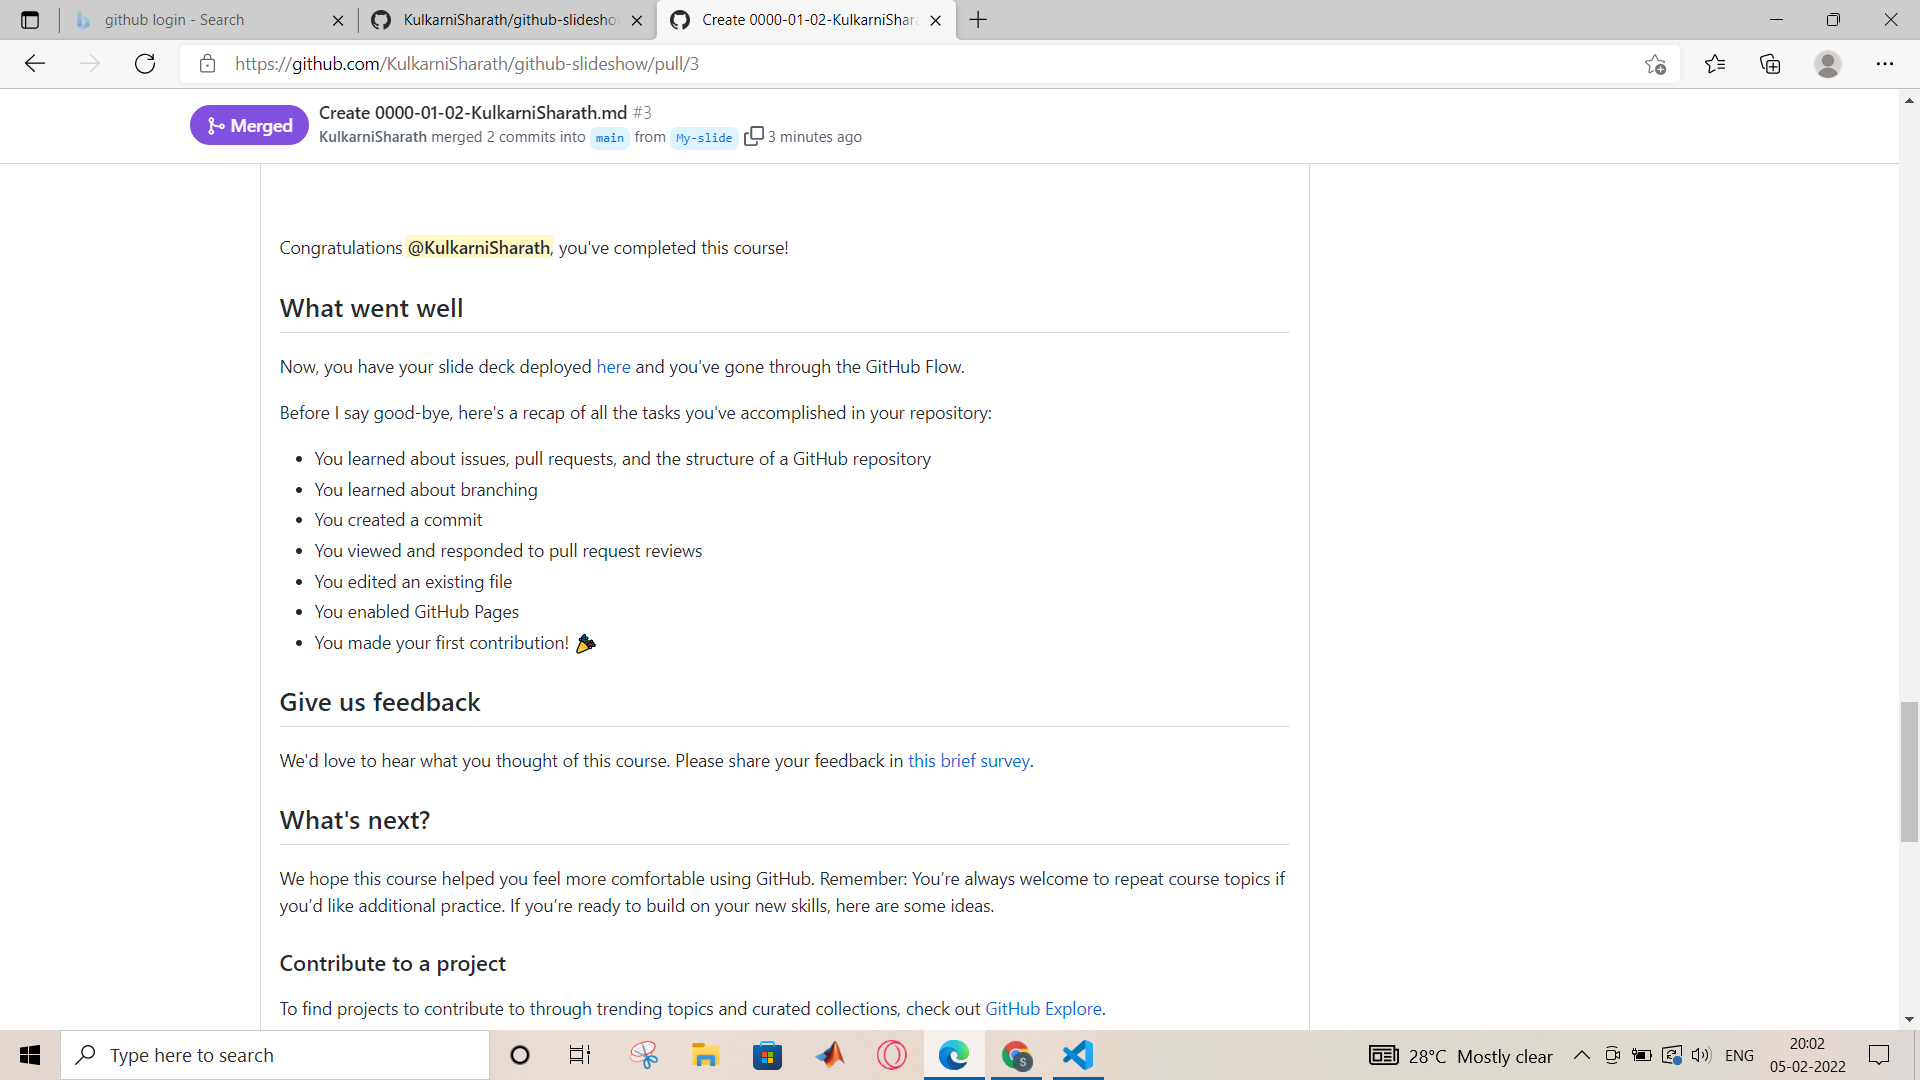 github login - Search
KulkarniSharath/github-slidesho
Create 0000-01-02-KulkarniShara
https://github.com/KulkarniSharath/github-slideshow/pull/3
Merged
Create 0000-01-02-KulkarniSharath.md #3
KulkarniSharath merged 2 commits into main from My-slide 3 minutes ago
Congratulations @KulkarniSharath, you've completed this course!
What went well
Now, you have your slide deck deployed here and you've gone through the GitHub Flow.
Before I say good-bye, here's a recap of all the tasks you've accomplished in your repository:
• You learned about issues, pull requests, and the structure of a GitHub repository
• You learned about branching
• You created a commit
• You viewed and responded to pull request reviews
• You edited an existing file
• You enabled GitHub Pages
• You made your first contribution! 🎉
Give us feedback
We'd love to hear what you thought of this course. Please share your feedback in this brief survey.
What's next?
We hope this course helped you feel more comfortable using GitHub. Remember: You’re always welcome to repeat course topics if
you’d like additional practice. If you’re ready to build on your new skills, here are some ideas.
Contribute to a project
To find projects to contribute to through trending topics and curated collections, check out GitHub Explore.
Type here to search
S
28°C Mostly clear
ENG
20:02
05-02-2022